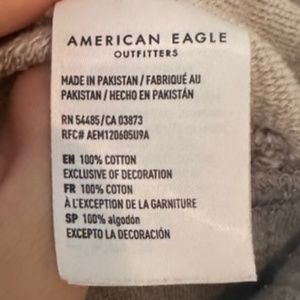 AMERICAN EAGLE
OUTFITTERS
MADE IN PAKISTAN / FABRIQUÉ AU
PAKISTAN / HECHO EN PAKISTÁN
RN 54485/CA 03873
RFC# AEM120605U9A
EN 100% COTTON
EXCLUSIVE OF DECORATION
FR 100% COTON
À L'EXCEPTION DE LA GARNITURE
SP 100% algodón
EXCEPTO LA DECORACIÓN